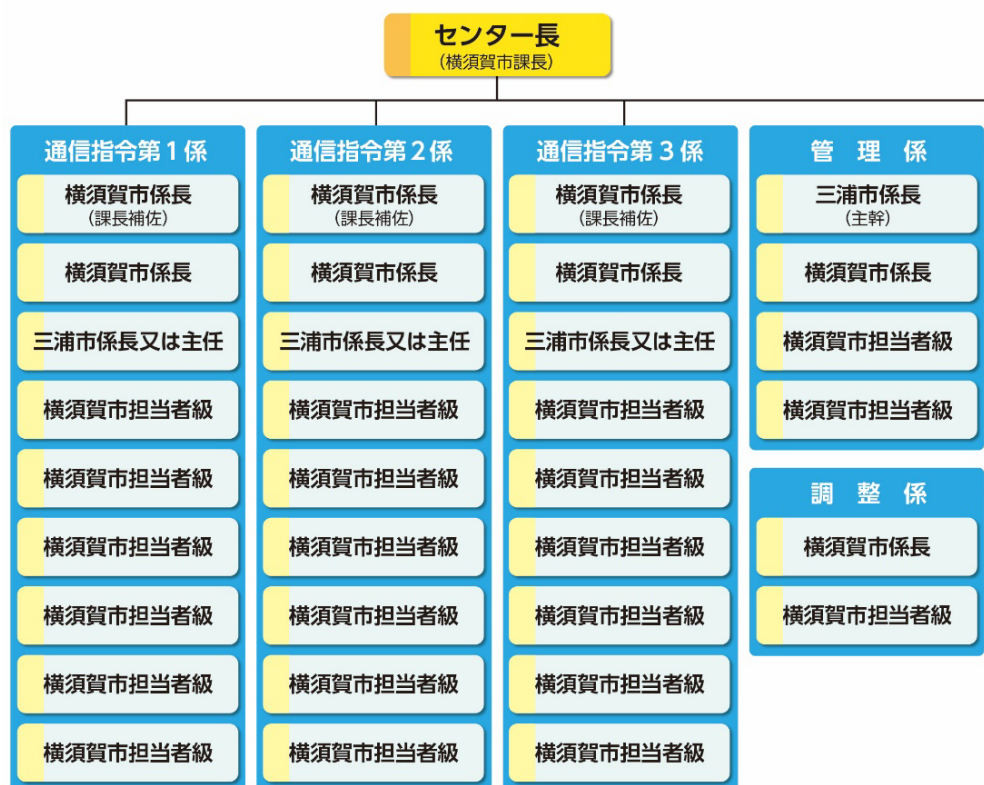 センター長
(横須賀市課長)
通信指令第1係
横須賀市係長
(課長補佐)
横須賀市係長
三浦市係長又は主任
横須賀市担当者級
横須賀市担当者級
横須賀市担当者級
横須賀市担当者級
横須賀市担当者級
横須賀市担当者級
通信指令第2係
横須賀市係長
(課長補佐)
横須賀市係長
三浦市係長又は主任
横須賀市担当者級
横須賀市担当者級
横須賀市担当者級
横須賀市担当者級
横須賀市担当者級
横須賀市担当者級
通信指令第3係
横須賀市係長
(課長補佐)
横須賀市係長
三浦市係長又は主任
横須賀市担当者級
横須賀市担当者級
横須賀市担当者級
横須賀市担当者級
横須賀市担当者級
横須賀市担当者級
管理係
三浦市係長
(主幹)
横須賀市係長
横須賀市担当者級
横須賀市担当者級
調整係
横須賀市係長
横須賀市担当者級